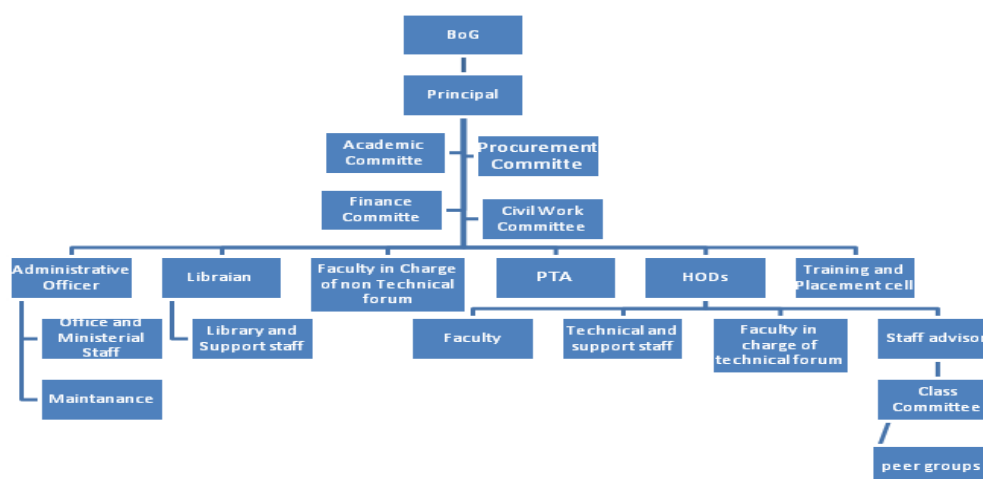 BoG
Principal
Academic
Committe
Procurement
Committe
Finance
Committe
Civil Work
Committee
Administrative
Officer
Libraian
Faculty in Charge
of non Technical
forum
PTA
HODs
Training and
Placement cell
Office and
Ministerial
Staff
Library and
Support staff
Faculty
Technical and
support staff
Faculty in
charge of
technical forum
Staff advisor
Maintanance
Class
Committee
peer groups